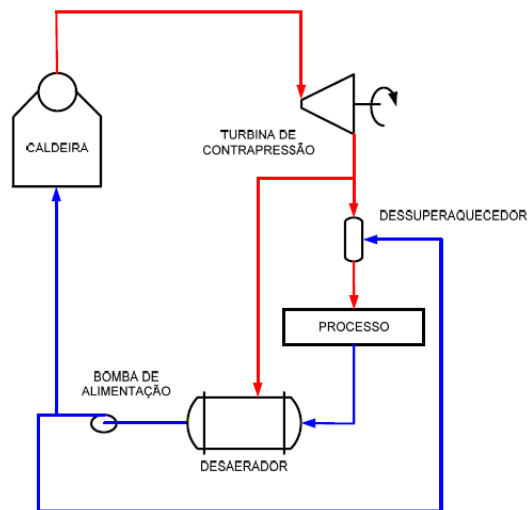 CALDEIRA
TURBINA DE
CONTRAPRESSÃO
DESSUPERAQUECEDOR
PROCESSO
BOMBA DE
ALIMENTAÇÃO
DESAERADOR